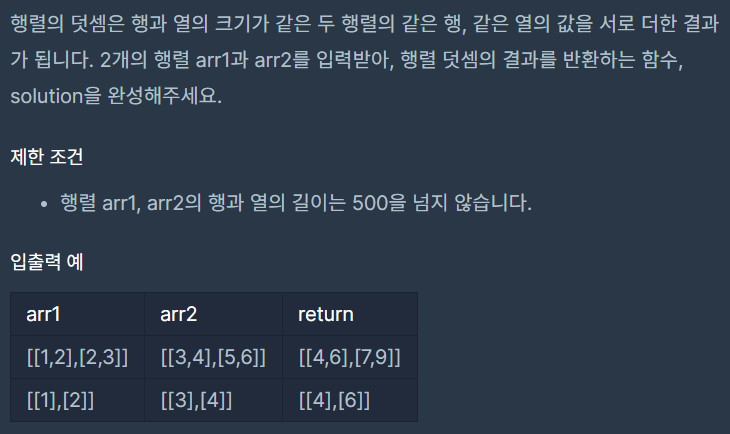 행렬의 덧셈은 행과 열의 크기가 같은 두 행렬의 같은 행, 같은 열의 값을 서로 더한 결과
가 됩니다. 2개의 행렬 arr1과 arr2를 입력받아, 행렬 덧셈의 결과를 반환하는 함수,
solution을 완성해주세요.
제한 조건
• 행렬 arr1, arr2의 행과 열의 길이는 500을 넘지 않습니다.
입출력 예
arr1 arr2 return
[[1,2],[2,3]] [[3,4],[5,6]] [[4,6],[7,9]]
[[1],[2]] [[3],[4]] [[4],[6]]